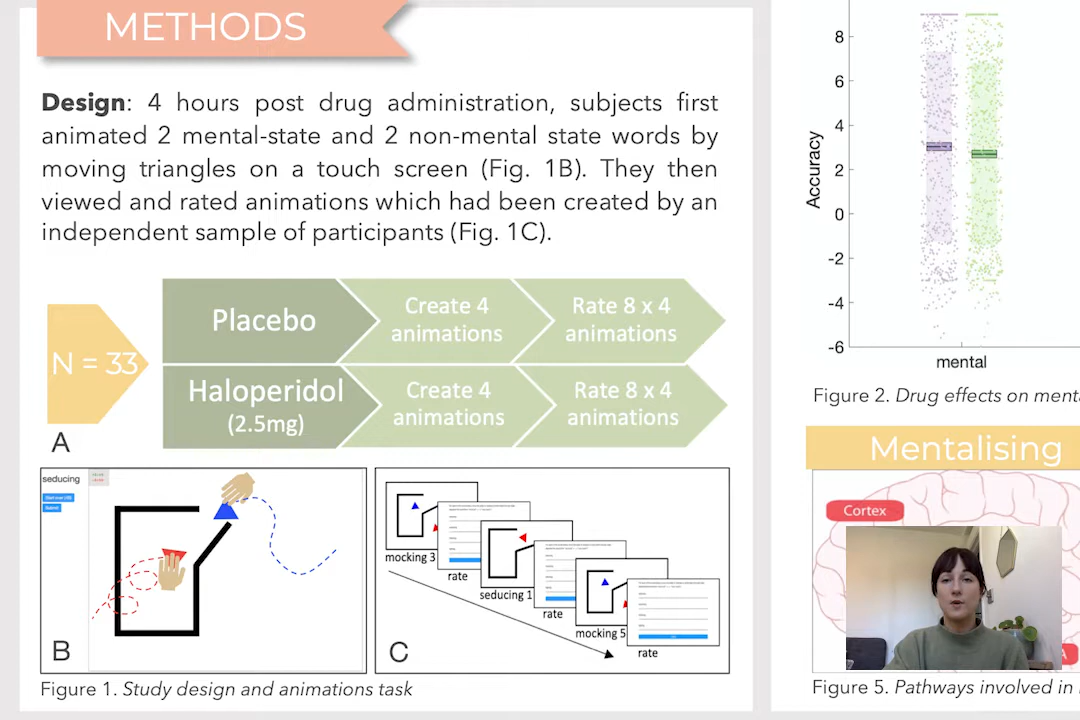 METHODS
Design: 4 hours post drug administration, subjects first
animated 2 mental-state and 2 non-mental state words by
moving triangles on a touch screen (Fig. 1B). They then
viewed and rated animations which had been created by an
independent sample of participants (Fig. 1C).
N = 33
A
Placebo
Create 4
animations
Rate 8 x 4
animations
Haloperidol
(2.5mg)
Create 4
animations
Rate 8 x 4
animations
seducing
B
mocking 3
rate
seducing 1
rate
mocking 5
rate
C
Figure 1. Study design and animations task
Accuracy
8
6
4
2
0
-2
-4
-6
mental
Figure 2. Drug effects on ment
Mentalising
Cortex
Figure 5. Pathways involved in